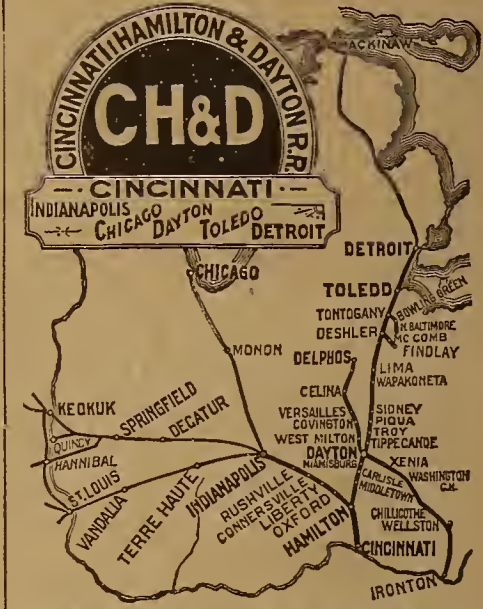 CINCINNATI, HAMILTON & DAYTON R.R.
CH&D
CINCINNATI
INDIANAPOLIS
CHICAGO DAYTON TOLEDO DETROIT
MACKINAW
DETROIT
TOLEDO
BOWLING GREEN
TONTOGANY
N. BALTIMORE
DESHLER
MC COMB
FINDLAY
CHICAGO
MONON
DELPHOS
LIMA
WAPAKONETA
CELINA
SIDNEY
VERSAILLES
PIQUA
COVINGTON
TROY
WEST MILTON
TIPPECANOE
DAYTON
MIAMISBURG
XENIA
CARLISLE
WASHINGTON
C.H.
MIDDLETOWN
CHILLICOTHE
WELLSTON
KEOKUK
SPRINGFIELD
DECATUR
QUINCY
HANNIBAL
ST. LOUIS
VANDALIA
TERRE HAUTE
INDIANAPOLIS
RUSHVILLE
CONNERSVILLE
LIBERTY
OXFORD
HAMILTON
CINCINNATI
IRONTON